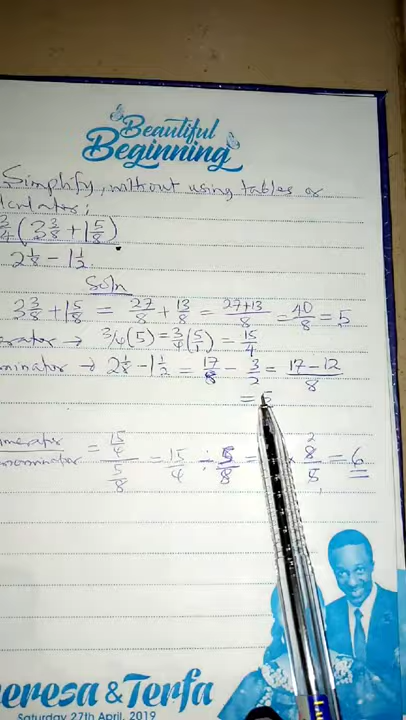 Beautiful
Beginning
Simplify, without using tables or
3/4 (3 3/8 + 1 5/8)
2 1/8 - 1 1/2
Soln
3 3/8 + 1 5/8 = 27/8 + 13/8 = 27+13/8 = 40/8 = 5
→ 3/4(5) = 3/4(5/1) = 15/4
→ 2 1/8 - 1 1/2 = 17/8 - 3/2 = 17-12/8
= 5
= 15/4 / 5/8 = 15/4 ÷ 5/8 = 8/5 = 6
& Terfa
Saturday 27th April, 2019